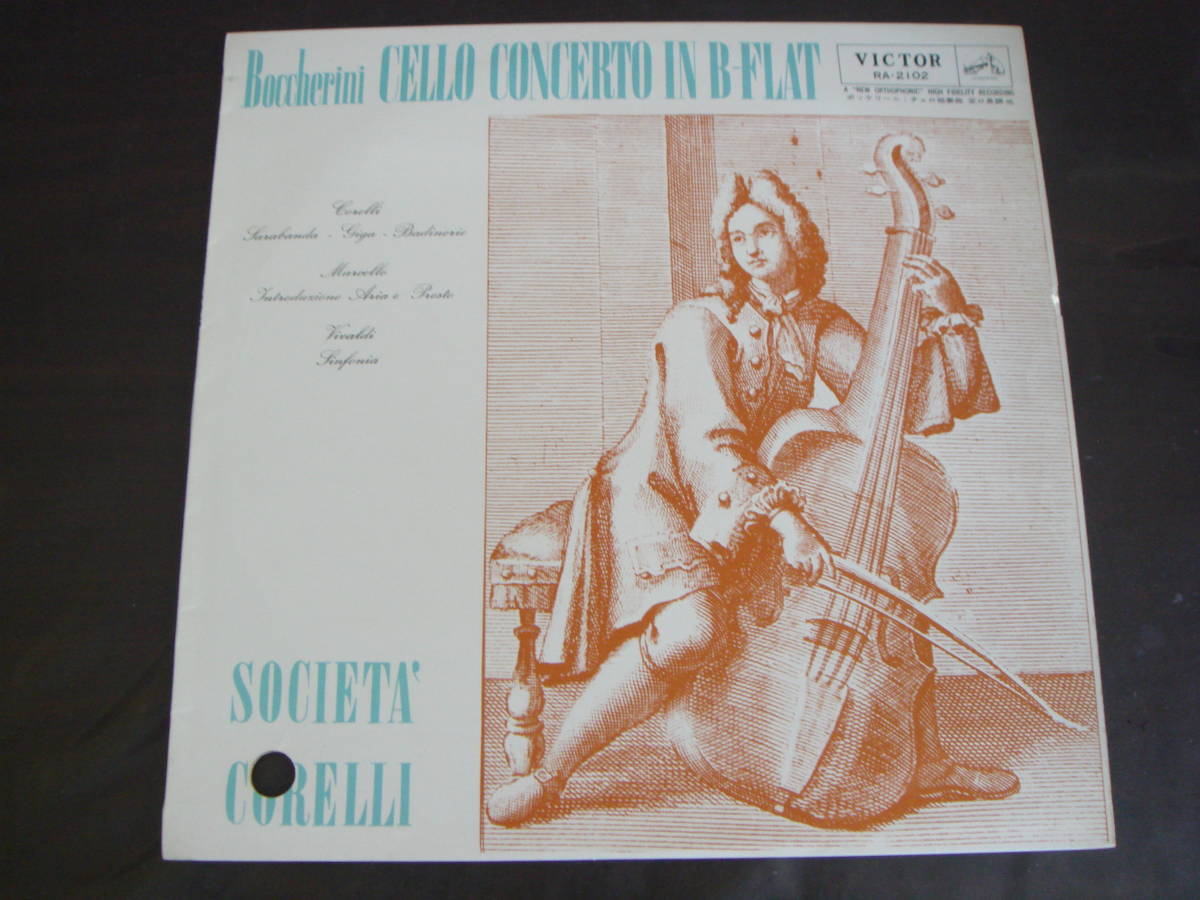 Boccherini CELLO CONCERTO IN B-FLAT
VICTOR
RA-2102
A "NEW ORTHOPHONIC" HIGH FIDELITY RECORDING
Corelli
Sarabanda - Giga - Badinerie
Marcello
Introduzione Aria e Presto
Vivaldi
Sinfonia
SOCIETA'
CORELLI